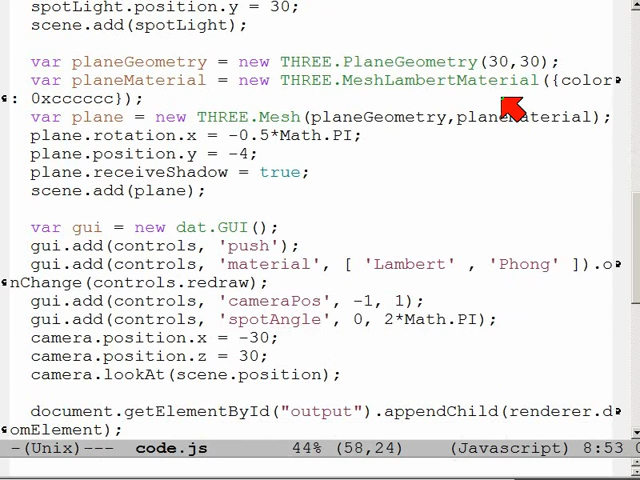 spotLight.position.y = 30;
scene.add(spotLight);
var planeGeometry = new THREE.PlaneGeometry(30,30);
var planeMaterial = new THREE.MeshLambertMaterial({color
: 0xcccccc});
var plane = new THREE.Mesh(planeGeometry,planeMaterial);
plane.rotation.x = -0.5*Math.PI;
plane.position.y = -4;
plane.receiveShadow = true;
scene.add(plane);
var gui = new dat.GUI();
gui.add(controls, 'push');
gui.add(controls, 'material', [ 'Lambert' , 'Phong' ]).o
nChange(controls.redraw);
gui.add(controls, 'cameraPos', -1, 1);
gui.add(controls, 'spotAngle', 0, 2*Math.PI);
camera.position.x = -30;
camera.position.z = 30;
camera.lookAt(scene.position);
document.getElementById("output").appendChild(renderer.d
omElement);
-(Unix)--- code.js 44% (58,24) (Javascript) 8:53 0